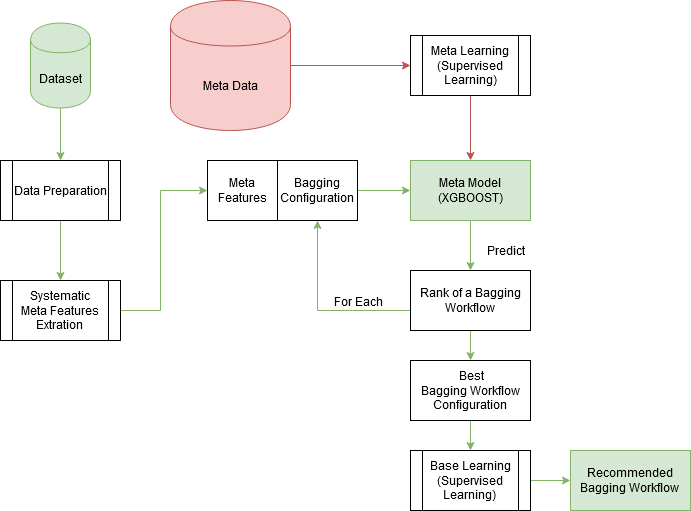 Dataset
Meta Data
Meta Learning
(Supervised
Learning)
Data Preparation
Meta
Features
Bagging
Configuration
Meta Model
(XGBOOST)
Predict
Systematic
Meta Features
Extration
For Each
Rank of a Bagging
Workflow
Best
Bagging Workflow
Configuration
Base Learning
(Supervised
Learning)
Recommended
Bagging Workflow